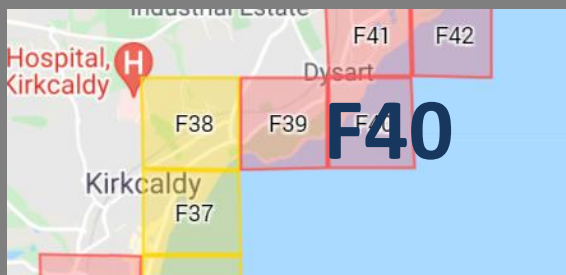 Industrial Estate
F41
F42
Hospital,
Kirkcaldy
H
Dysart
F38
F39
F40
F40
Kirkcaldy
F37